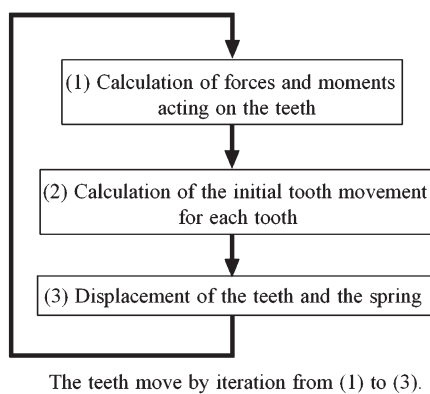 (1) Calculation of forces and moments
acting on the teeth
(2) Calculation of the initial tooth movement
for each tooth
(3) Displacement of the teeth and the spring
The teeth move by iteration from (1) to (3).